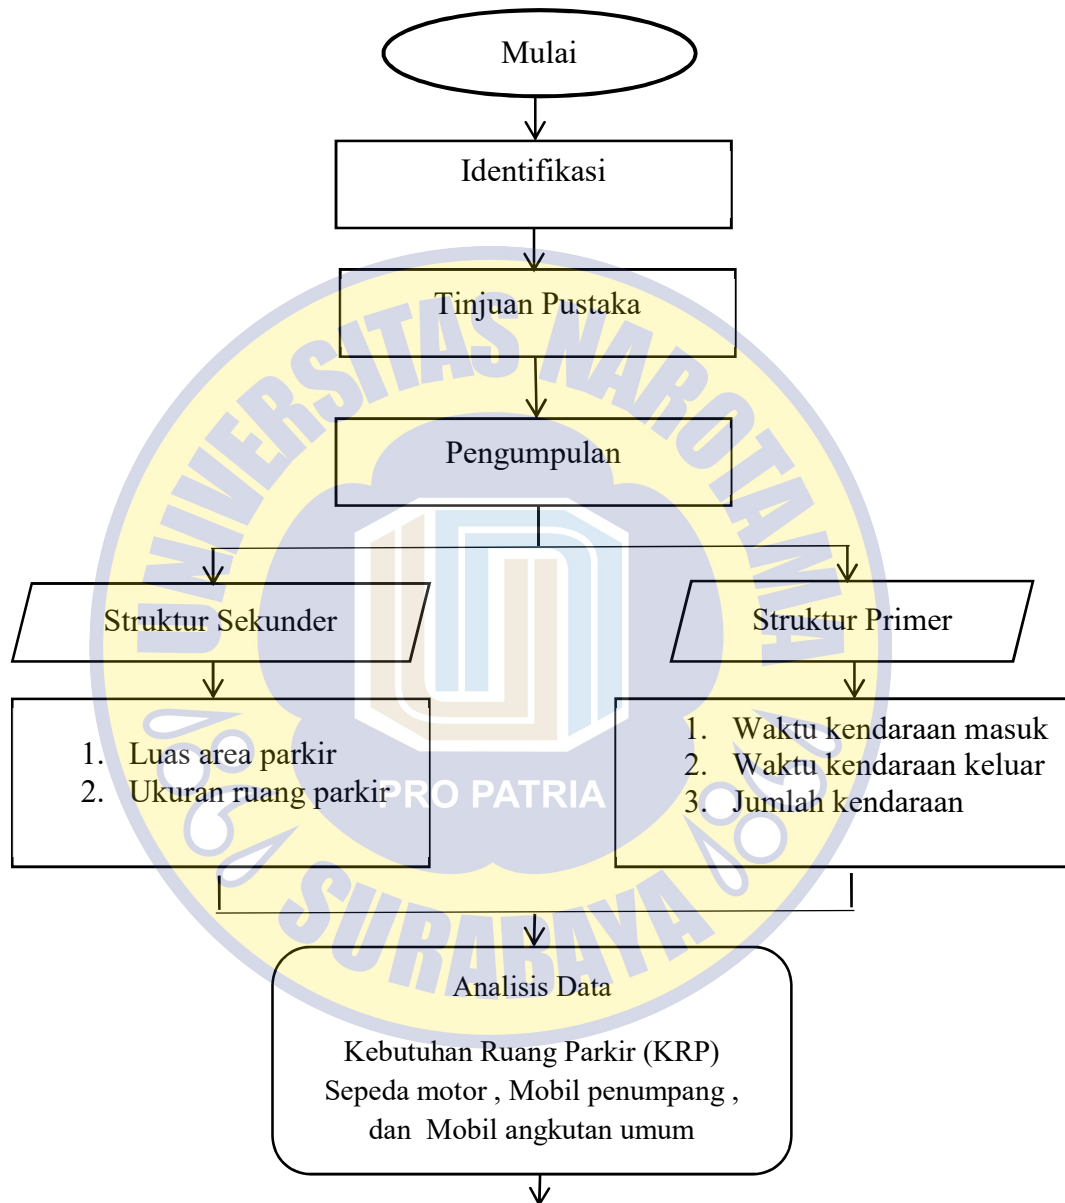 Mulai
Identifikasi
Tinjuan Pustaka
Pengumpulan
Struktur Sekunder
Struktur Primer
1. Luas area parkir
2. Ukuran ruang parkir
1. Waktu kendaraan masuk
2. Waktu kendaraan keluar
3. Jumlah kendaraan
Analisis Data
Kebutuhan Ruang Parkir (KRP)
Sepeda motor , Mobil penumpang ,
dan Mobil angkutan umum
UNIVERSITAS NAROTAMA
PRO PATRIA
SURABAYA